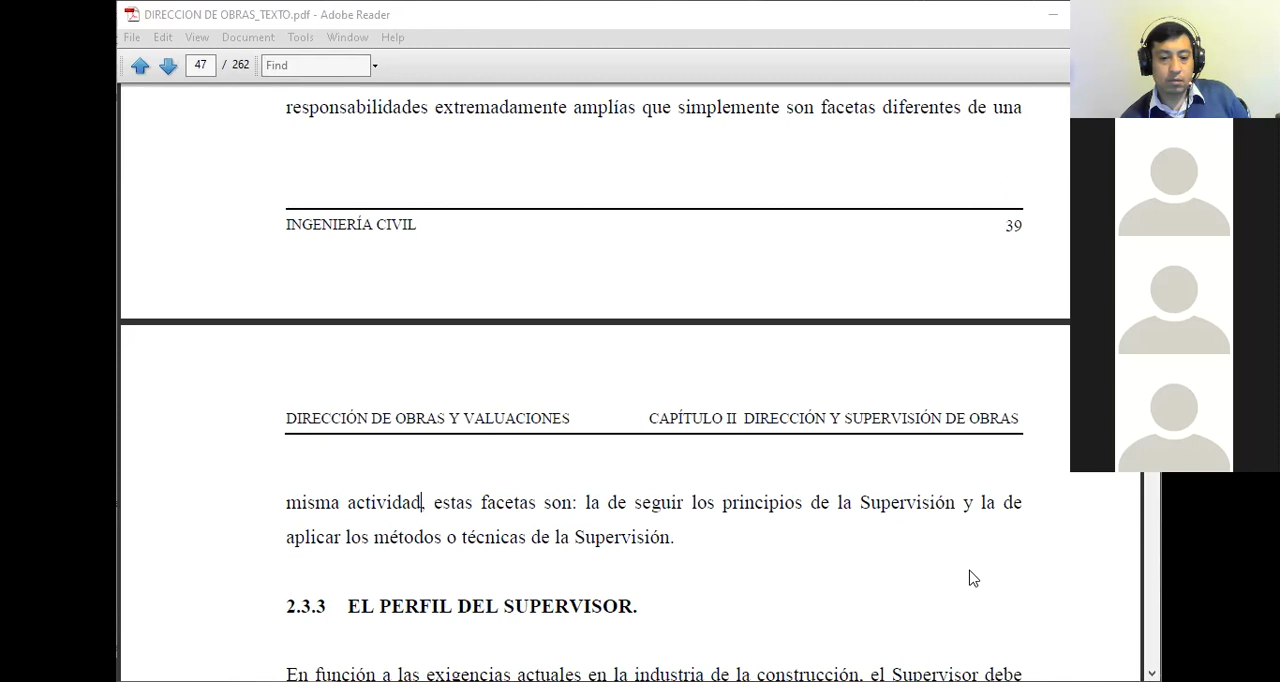 DIRECCION DE OBRAS_TEXTO.pdf - Adobe Reader
File Edit View Document Tools Window Help
47 / 262 Find
responsabilidades extremadamente amplías que simplemente son facetas diferentes de una
INGENIERÍA CIVIL 39
DIRECCIÓN DE OBRAS Y VALUACIONES CAPÍTULO II DIRECCIÓN Y SUPERVISIÓN DE OBRAS
misma actividad, estas facetas son: la de seguir los principios de la Supervisión y la de
aplicar los métodos o técnicas de la Supervisión.
2.3.3 EL PERFIL DEL SUPERVISOR.
En función a las exigencias actuales en la industria de la construcción, el Supervisor debe